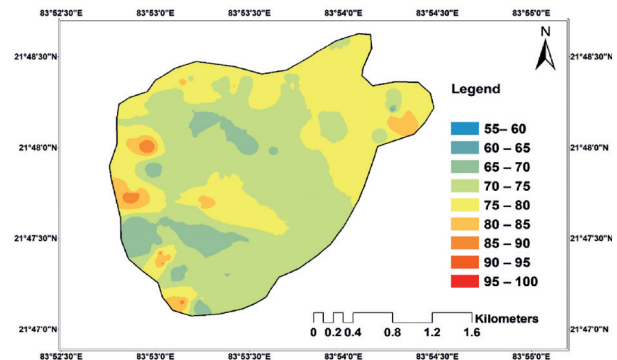 83°52'30"E 83°53'0"E 83°53'30"E 83°54'0"E 83°54'30"E 83°55'0"E
N
21°48'30"N 21°48'30"N
Legend
55– 60
60 – 65
21°48'0"N 21°48'0"N
65 – 70
70 – 75
75 – 80
80 – 85
85 – 90
21°47'30"N 21°47'30"N
90 – 95
95 – 100
Kilometers
0 0.2 0.4 0.8 1.2 1.6
21°47'0"N 21°47'0"N
83°52'30"E 83°53'0"E 83°53'30"E 83°54'0"E 83°54'30"E 83°55'0"E